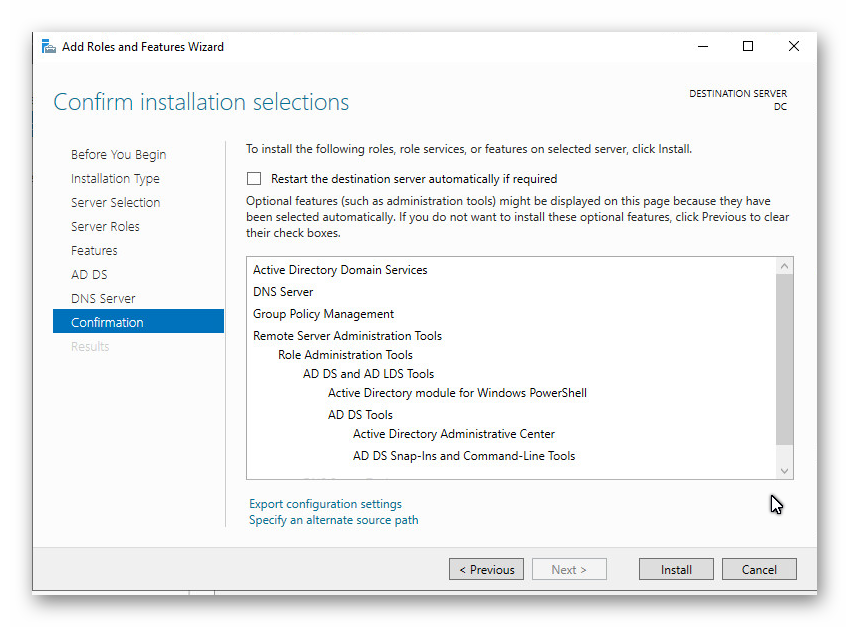 Add Roles and Features Wizard
Confirm installation selections
DESTINATION SERVER
DC
Before You Begin
Installation Type
Server Selection
Server Roles
Features
AD DS
DNS Server
Confirmation
Results
To install the following roles, role services, or features on selected server, click Install.
Restart the destination server automatically if required
Optional features (such as administration tools) might be displayed on this page because they have
been selected automatically. If you do not want to install these optional features, click Previous to clear
their check boxes.
Active Directory Domain Services
DNS Server
Group Policy Management
Remote Server Administration Tools
Role Administration Tools
AD DS and AD LDS Tools
Active Directory module for Windows PowerShell
AD DS Tools
Active Directory Administrative Center
AD DS Snap-Ins and Command-Line Tools
Export configuration settings
Specify an alternate source path
< Previous
Next >
Install
Cancel